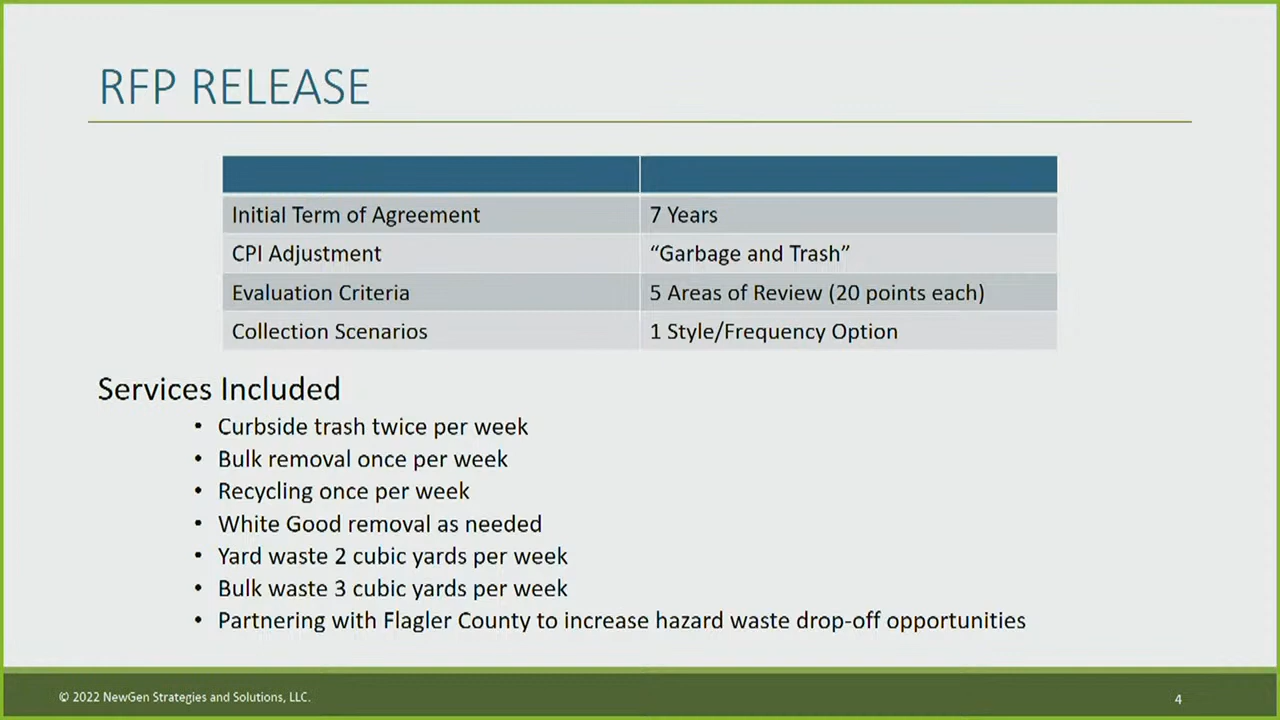 RFP RELEASE
Initial Term of Agreement 7 Years
CPI Adjustment “Garbage and Trash”
Evaluation Criteria 5 Areas of Review (20 points each)
Collection Scenarios 1 Style/Frequency Option
Services Included
• Curbside trash twice per week
• Bulk removal once per week
• Recycling once per week
• White Good removal as needed
• Yard waste 2 cubic yards per week
• Bulk waste 3 cubic yards per week
• Partnering with Flagler County to increase hazard waste drop-off opportunities
© 2022 NewGen Strategies and Solutions, LLC. 4